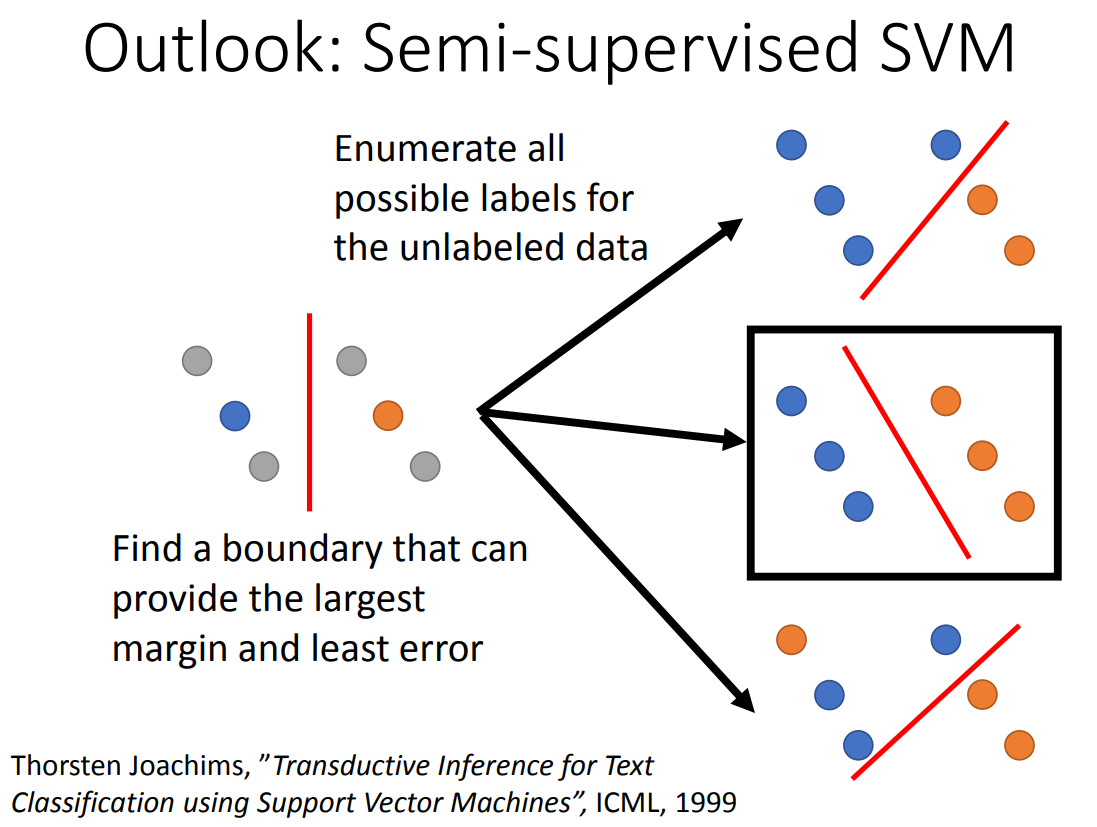 Outlook: Semi-supervised SVM
Enumerate all
possible labels for
the unlabeled data
Find a boundary that can
provide the largest
margin and least error
Thorsten Joachims, ”Transductive Inference for Text
Classification using Support Vector Machines”, ICML, 1999